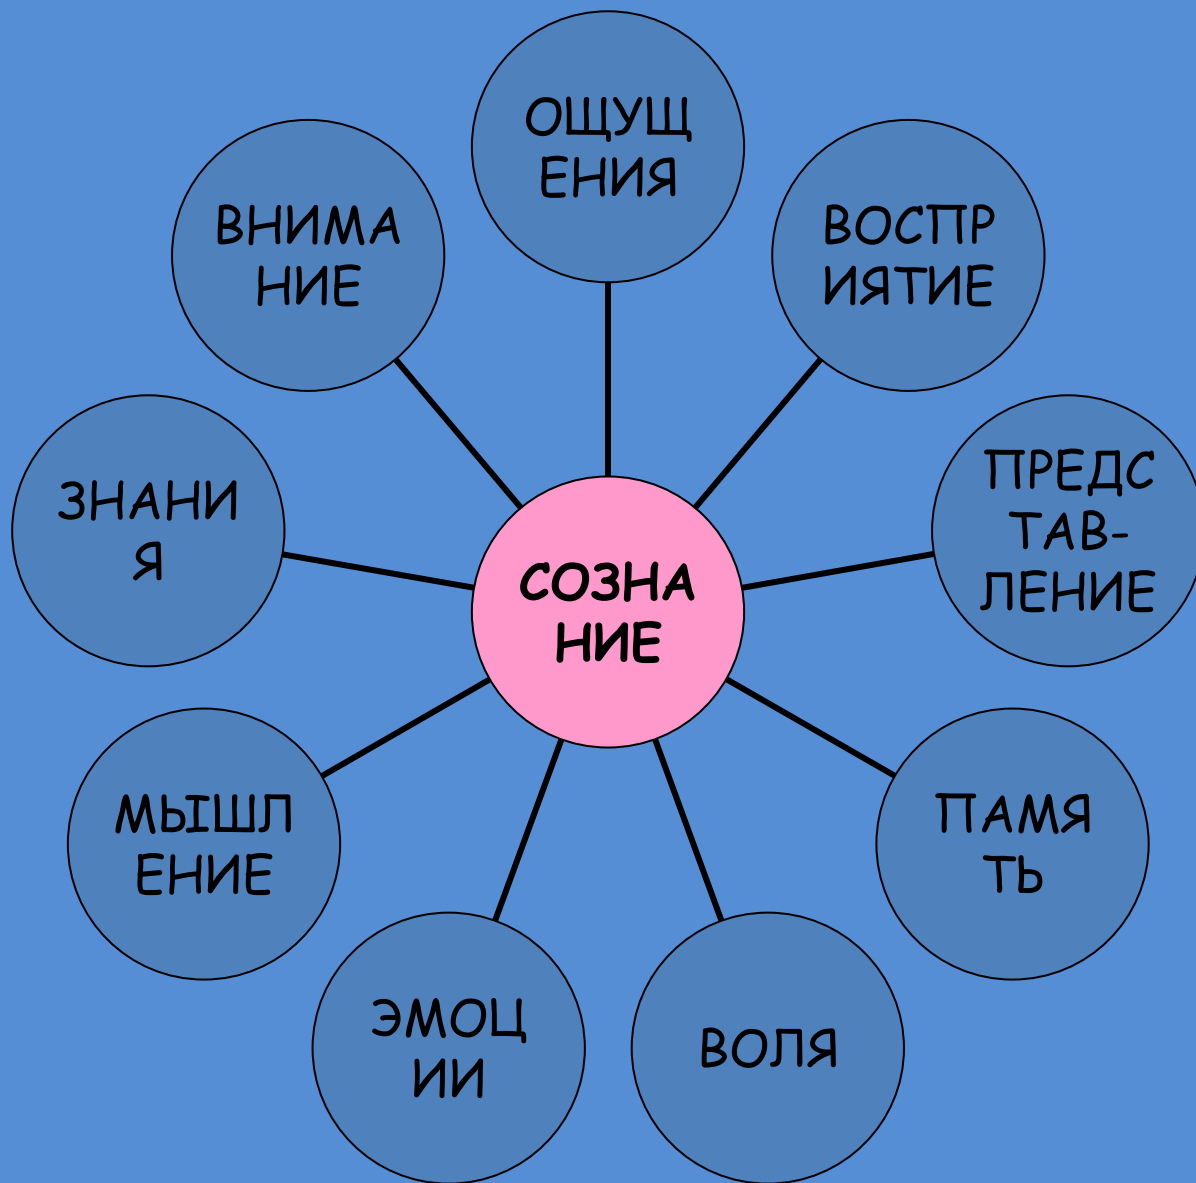 ОЩУЩ
ЕНИЯ
ВОСПР
ИЯТИЕ
ПРЕДС
ТАВ-
ЛЕНИЕ
ПАМЯ
ТЬ
ВОЛЯ
ЭМОЦ
ИИ
МЫШЛ
ЕНИЕ
ЗНАНИ
Я
ВНИМА
НИЕ
СОЗНА
НИЕ